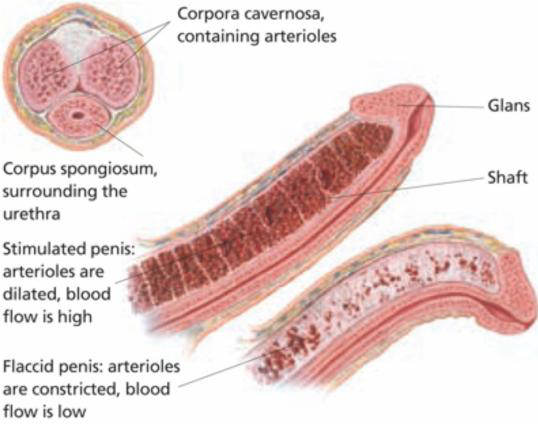 Corpora cavernosa,
containing arterioles
Glans
Corpus spongiosum,
surrounding the
urethra
Shaft
Stimulated penis:
arterioles are
dilated, blood
flow is high
Flaccid penis: arterioles
are constricted, blood
flow is low